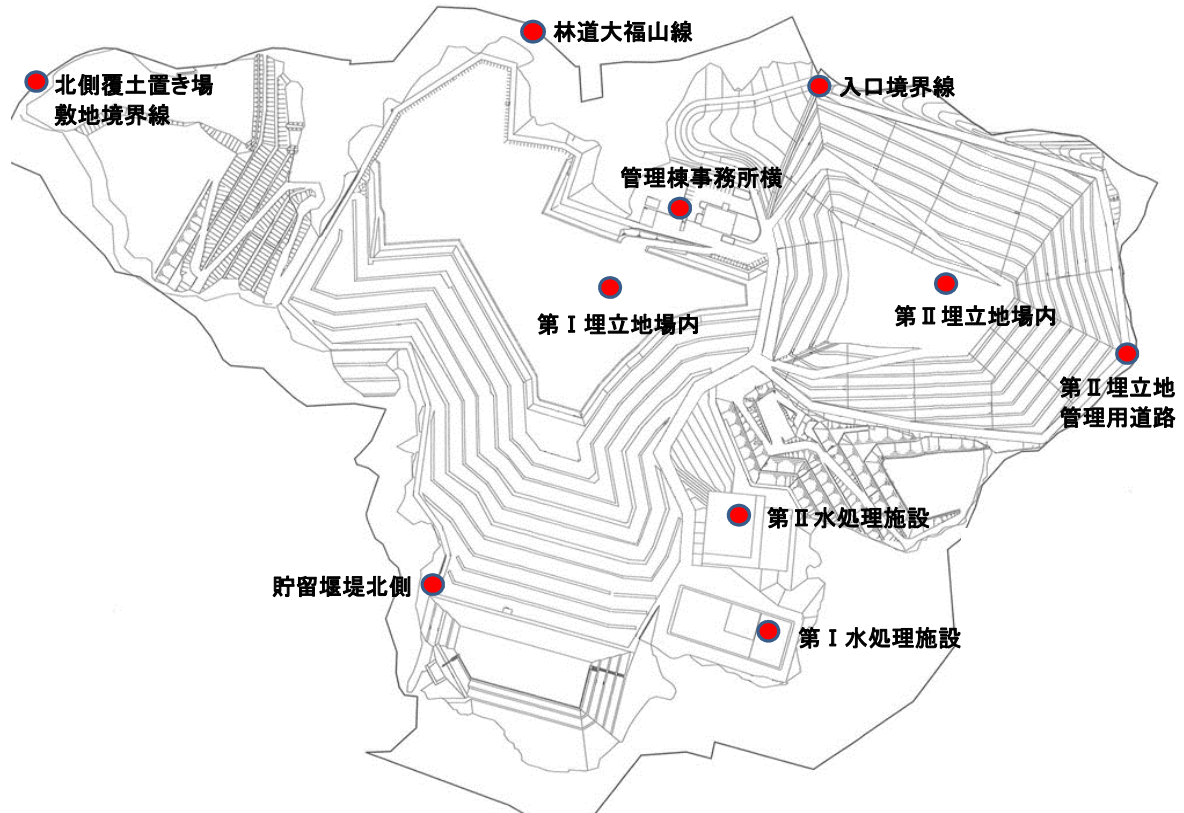 林道大福山線
北側覆土置き場
敷地境界線
入口境界線
管理棟事務所横
第Ⅰ埋立地場内
第Ⅱ埋立地場内
第Ⅱ埋立地
管理用道路
第Ⅱ水処理施設
貯留堰堤北側
第Ⅰ水処理施設